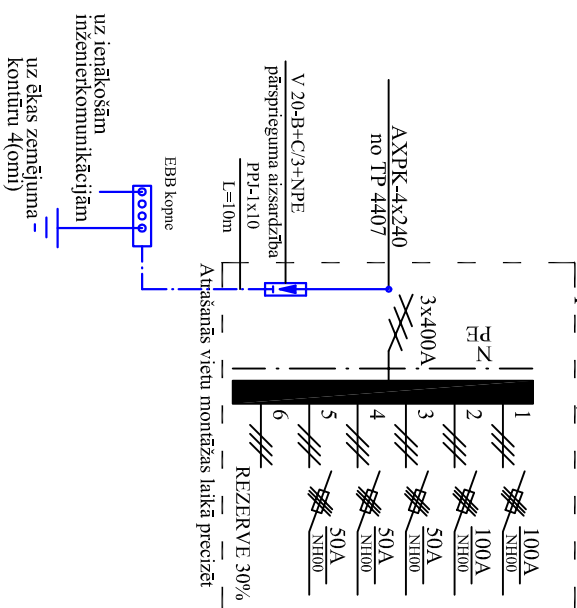 AXPK-4x240
no TP 4407
V 20-B+C/3+NPE
pārsprieguma aizsardzība
PPJ-1x10
L=10m
EBB kopne
uz ienākošām
inženierkomunikācijām
uz ēkas zemējuma -
kontūru 4(omi)
3x400A
N
PE
1
2
3
4
5
6
100A
NH00
100A
NH00
50A
NH00
50A
NH00
50A
NH00
REZERVE 30%
Atrašanās vietu montāžas laikā precizēt